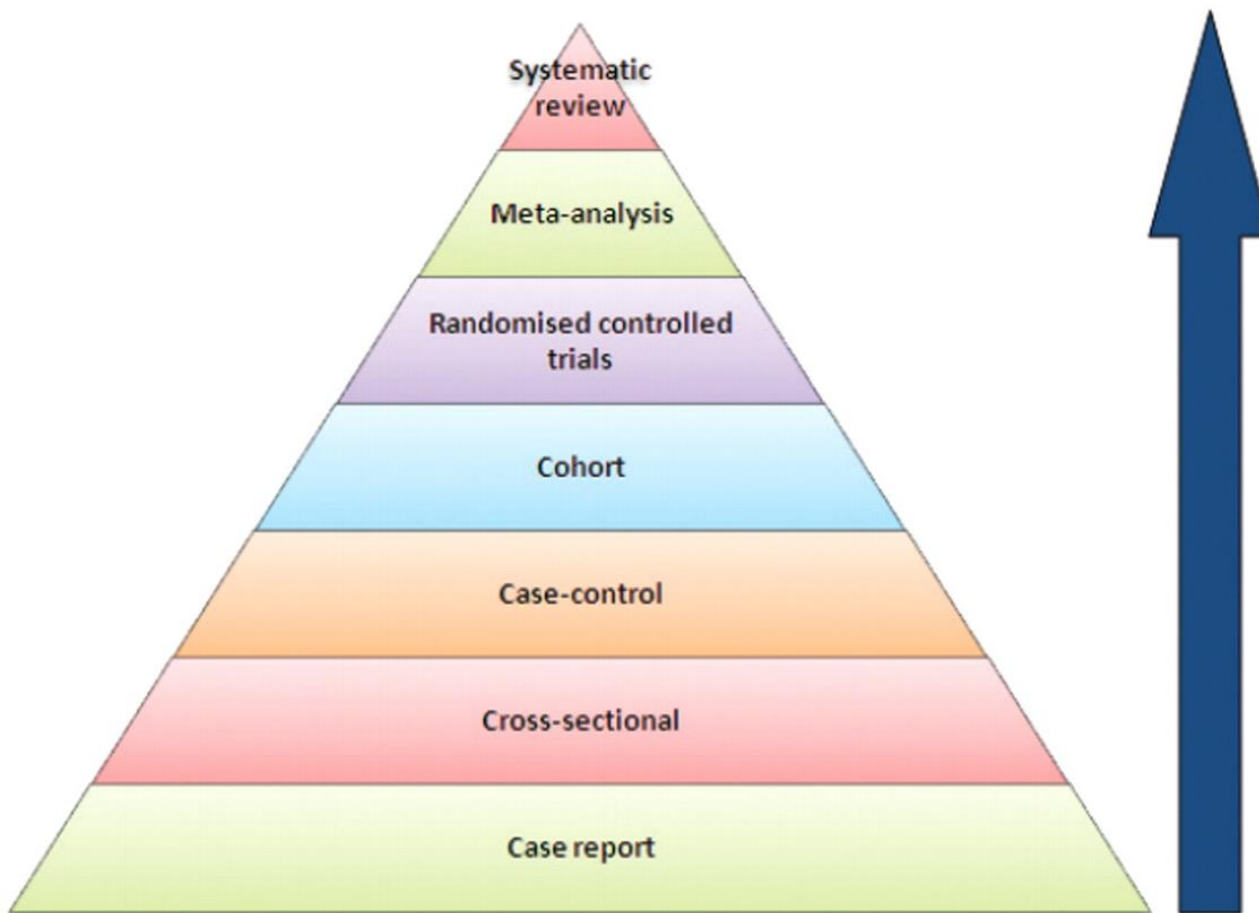 Systematic
review
Meta-analysis
Randomised controlled
trials
Cohort
Case-control
Cross-sectional
Case report